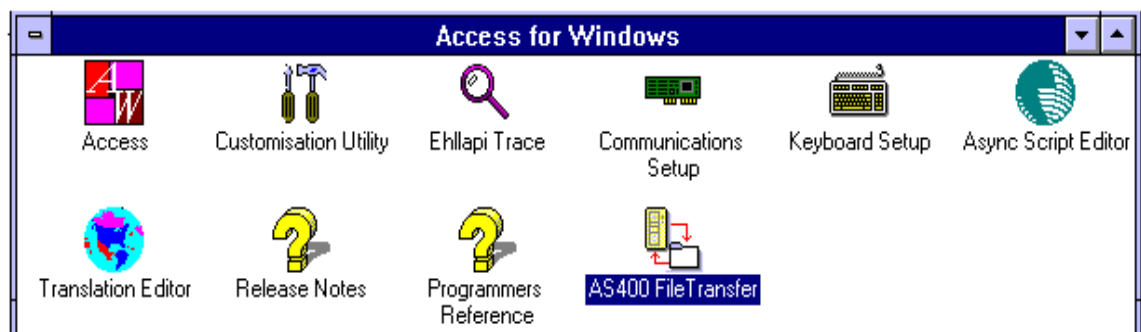 Access for Windows
AW
Access
Customisation Utility
Ehllapi Trace
Communications
Setup
Keyboard Setup
Async Script Editor
Translation Editor
Release Notes
Programmers
Reference
AS400 FileTransfer